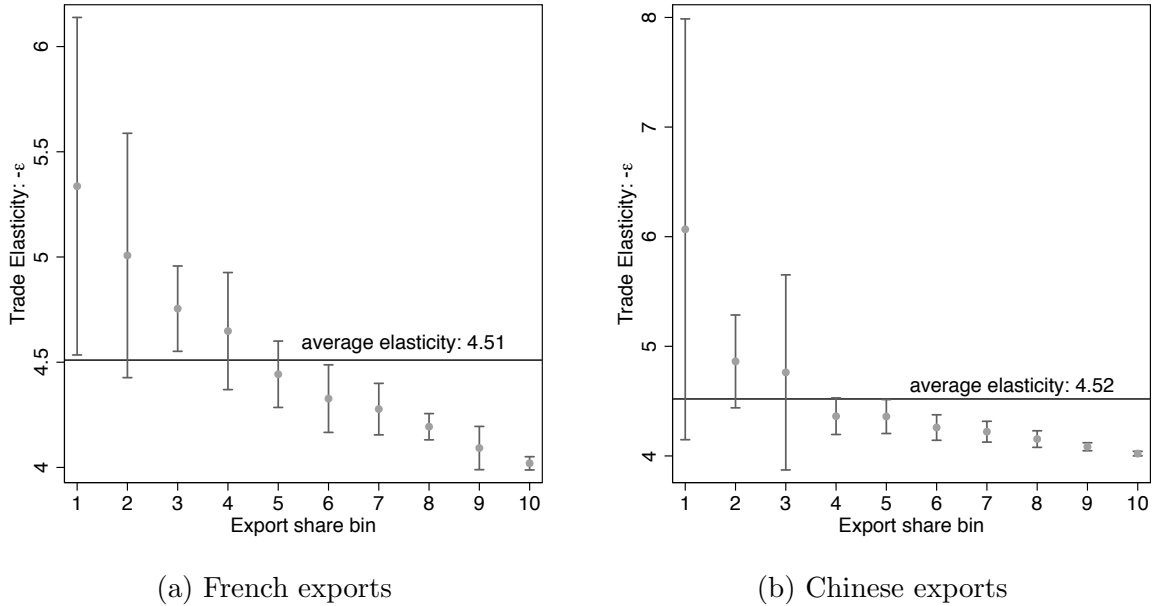 Trade Elasticity: -ε
6
5.5
5
4.5
4
average elasticity: 4.51
1 2 3 4 5 6 7 8 9 10
Export share bin
(a) French exports
Trade Elasticity: -ε
8
7
6
5
4
average elasticity: 4.52
1 2 3 4 5 6 7 8 9 10
Export share bin
(b) Chinese exports